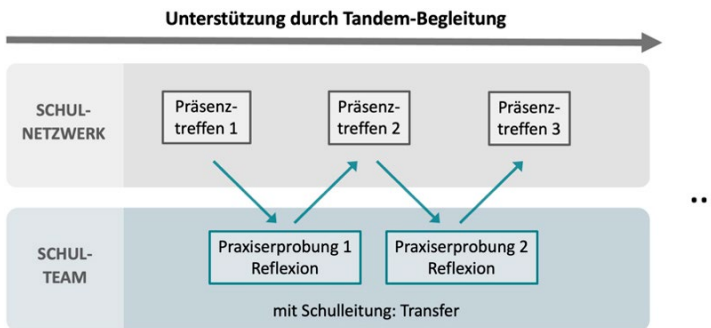 Unterstützung durch Tandem-Begleitung
SCHUL-
NETZWERK
Präsenz-
treffen 1
Präsenz-
treffen 2
Präsenz-
treffen 3
..
SCHUL-
TEAM
Praxiserprobung 1
Reflexion
Praxiserprobung 2
Reflexion
mit Schulleitung: Transfer